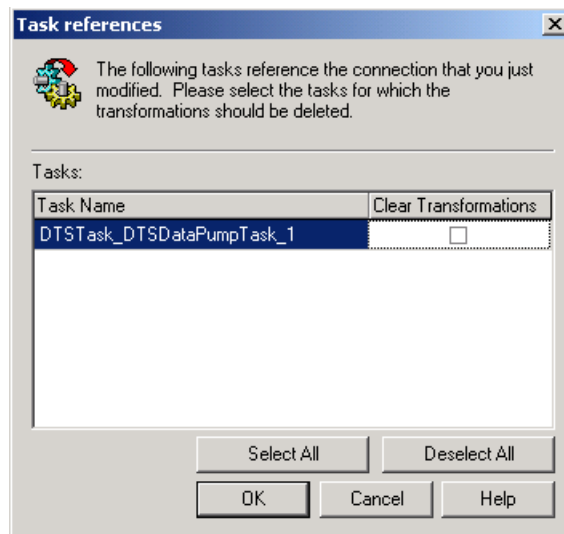 Task references
The following tasks reference the connection that you just
modified. Please select the tasks for which the
transformations should be deleted.
Tasks:
Task Name Clear Transformations
DTSTask_DTSDataPumpTask_1
Select All Deselect All
OK Cancel Help